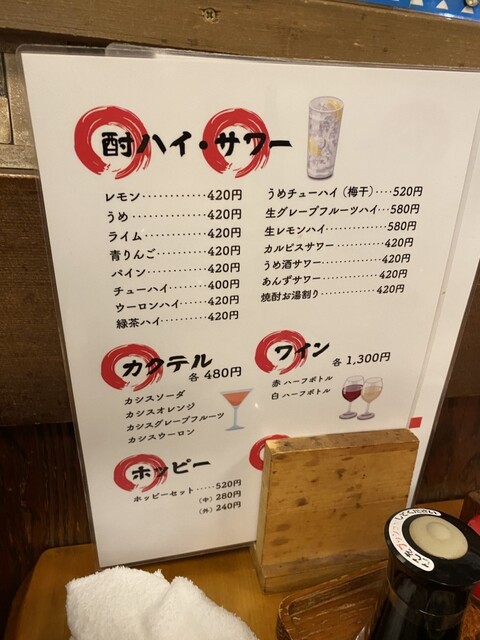 酎ハイ・サワー
レモン…………420円
うめ…………420円
ライム…………420円
青りんご…………420円
パイン…………420円
チューハイ…………400円
ウーロンハイ…………420円
緑茶ハイ…………420円
うめチューハイ（梅干）…520円
生グレープフルーツハイ…580円
生レモンハイ…………580円
カルピスサワー…………420円
うめ酒サワー…………420円
あんずサワー…………420円
焼酎お湯割り…………420円
カクテル
各 480円
カシスソーダ
カシスオレンジ
カシスグレープフルーツ
カシスウーロン
ワイン
各 1,300円
赤 ハーフボトル
白 ハーフボトル
ホッピー
ホッピーセット……520円
（中）280円
（外）240円